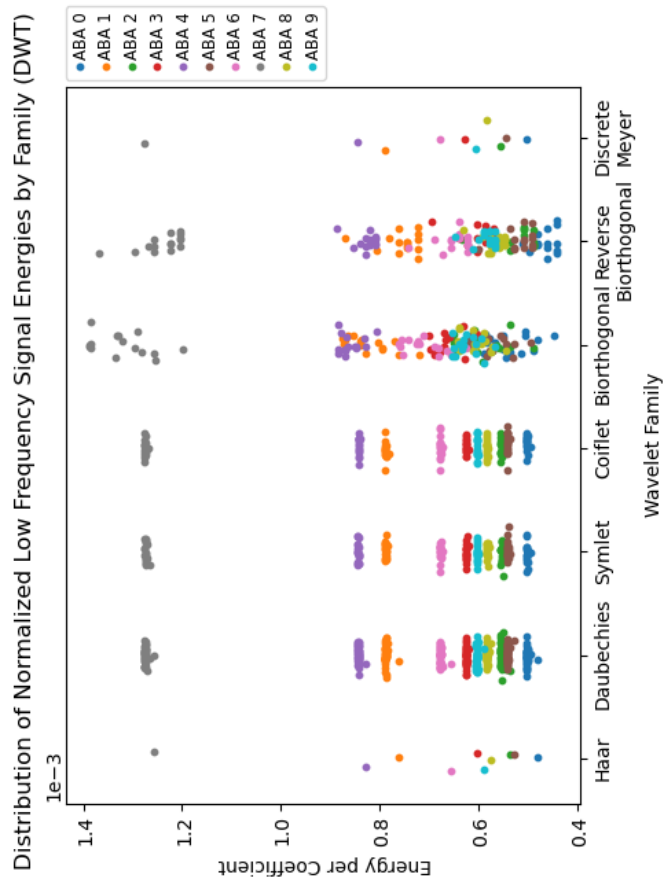 Distribution of Normalized Low Frequency Signal Energies by Family (DWT)
1e-3
1.4
1.2
1.0
0.8
0.6
0.4
Energy per Coefficient
Haar
Daubechies
Symlet
Coiflet
Biorthogonal
Reverse
Biorthogonal
Discrete
Meyer
Wavelet Family
ABA 0
ABA 1
ABA 2
ABA 3
ABA 4
ABA 5
ABA 6
ABA 7
ABA 8
ABA 9